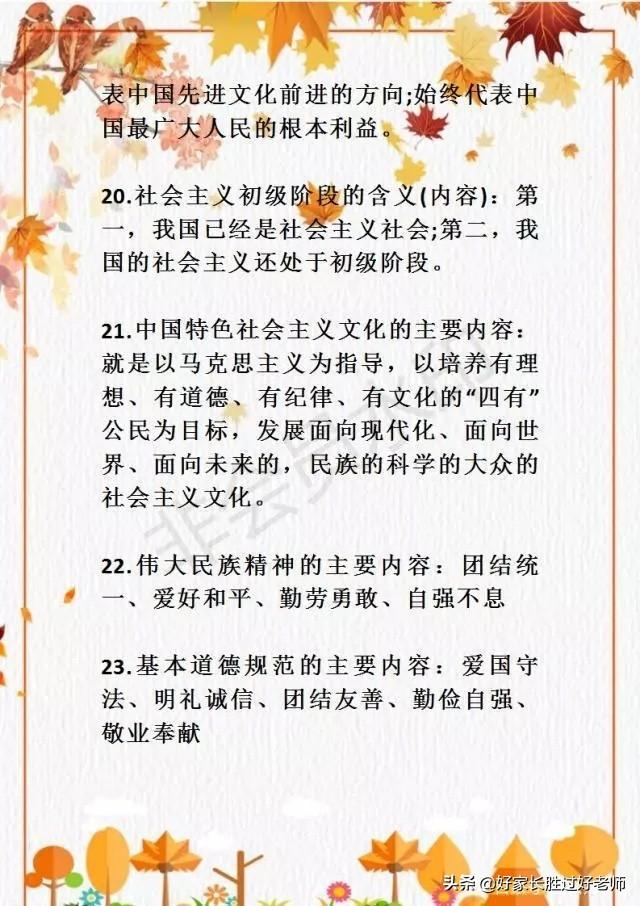 表中国先进文化前进的方向;始终代表中
国最广大人民的根本利益。
20.社会主义初级阶段的含义(内容)：第
一，我国已经是社会主义社会;第二，我
国的社会主义还处于初级阶段。
21.中国特色社会主义文化的主要内容：
就是以马克思主义为指导，以培养有理
想、有道德、有纪律、有文化的“四有”
公民为目标，发展面向现代化、面向世
界、面向未来的，民族的科学的大众的
社会主义文化。
22.伟大民族精神的主要内容：团结统
一、爱好和平、勤劳勇敢、自强不息
23.基本道德规范的主要内容：爱国守
法、明礼诚信、团结友善、勤俭自强、
敬业奉献
非会员水印
头条 @好家长胜过好老师